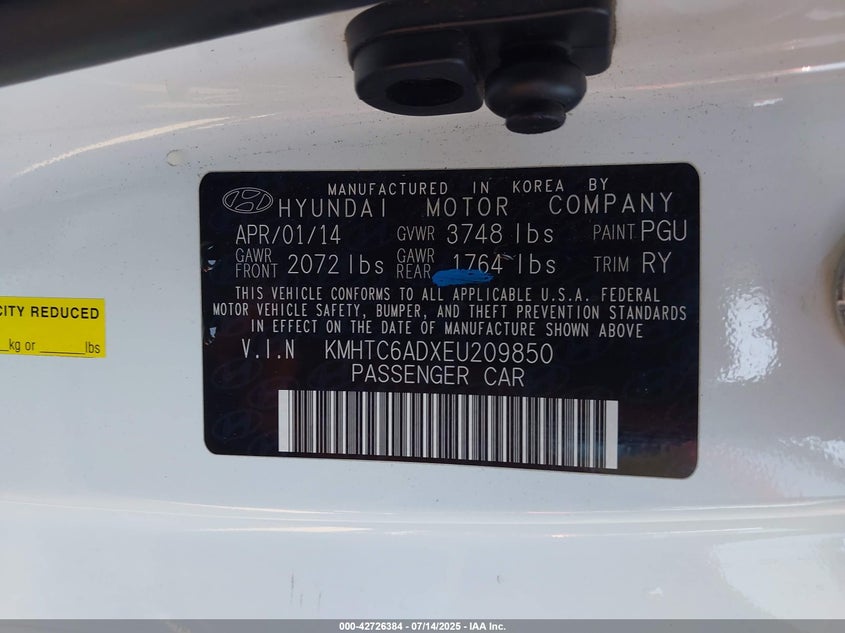 MANUFACTURED IN KOREA BY
HYUNDAI MOTOR COMPANY
APR/01/14 GVWR 3748 lbs PAINT PGU
GAWR FRONT 2072 lbs GAWR REAR 1764 lbs TRIM RY
THIS VEHICLE CONFORMS TO ALL APPLICABLE U.S.A. FEDERAL
MOTOR VEHICLE SAFETY, BUMPER, AND THEFT PREVENTION STANDARDS
IN EFFECT ON THE DATE OF MANUFACTURE SHOWN ABOVE
V.I.N KMHTC6ADXEU209850
PASSENGER CAR
CITY REDUCED
__kg or ______lbs
000-42726384 - 07/14/2025 - IAA Inc.